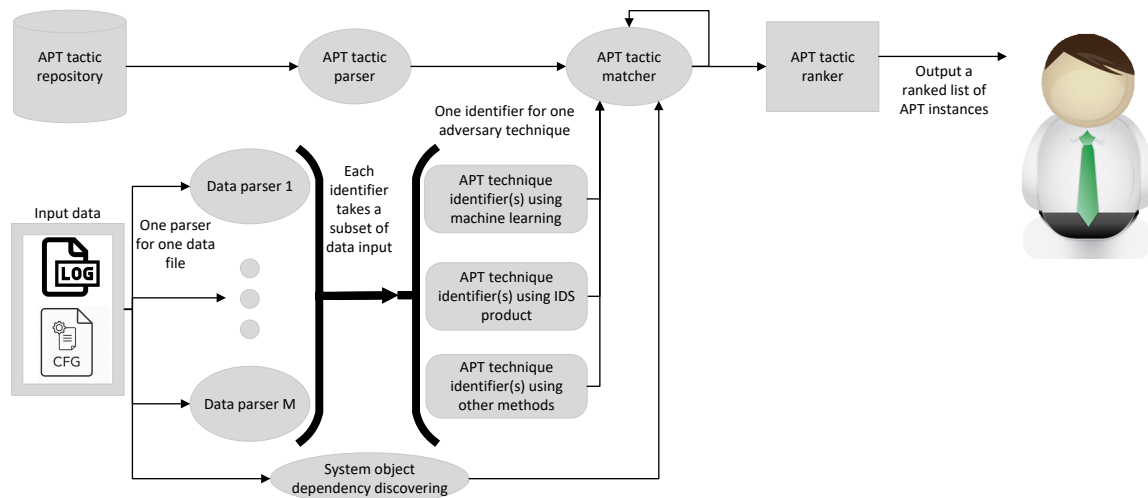 APT tactic
repository
APT tactic
parser
APT tactic
matcher
APT tactic
ranker
Output a
ranked list of
APT instances
One identifier for one
adversary technique
Input data
LOG
CFG
One parser
for one data
file
Data parser 1
Data parser M
Each
identifier
takes a
subset of
data input
APT technique
identifier(s) using
machine learning
APT technique
identifier(s) using IDS
product
APT technique
identifier(s) using
other methods
System object
dependency discovering